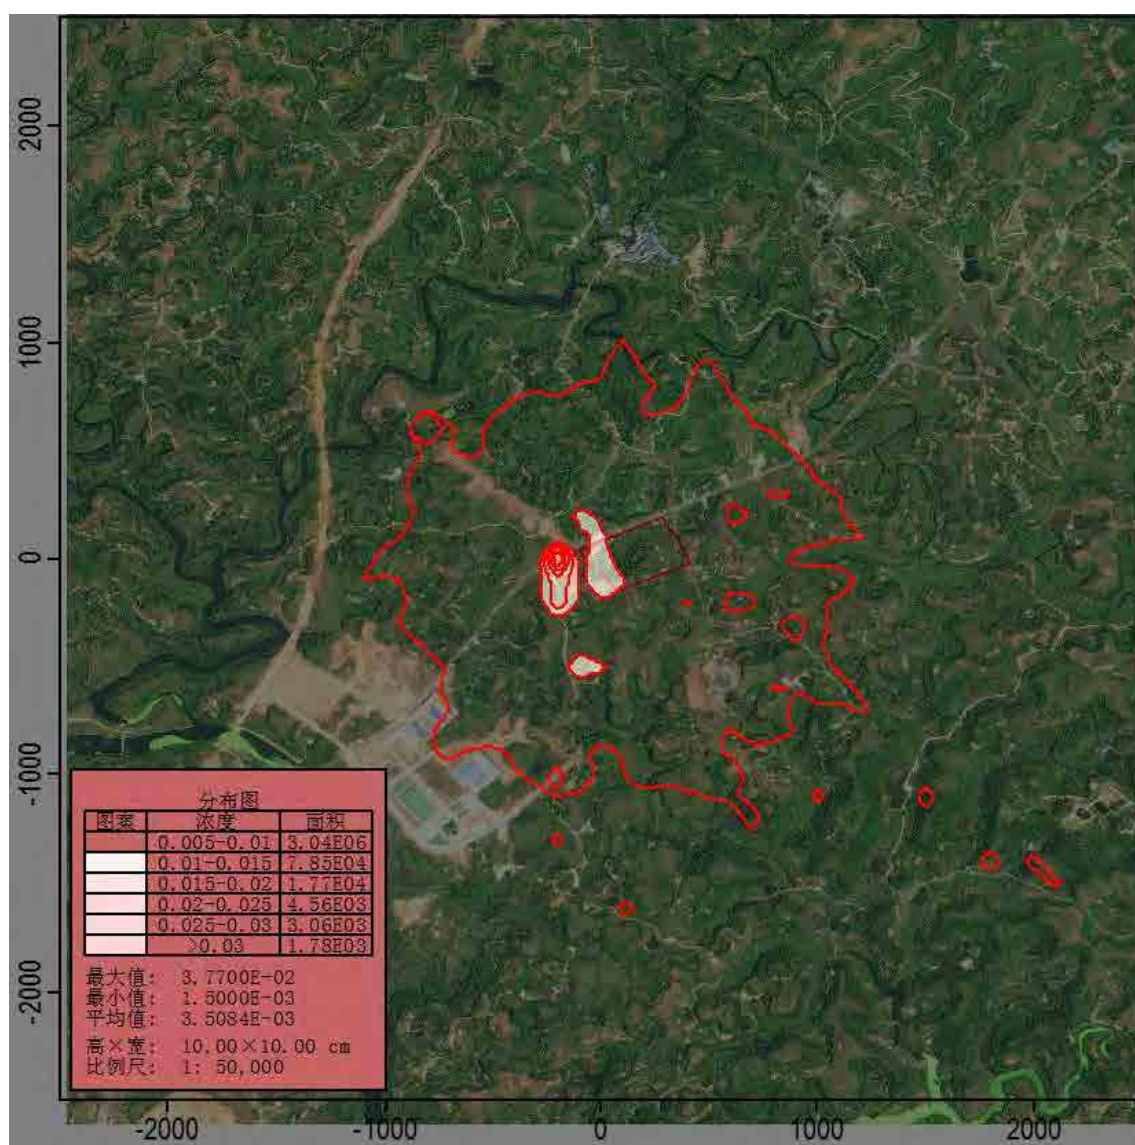 2000
1000
0
-1000
-2000
分布图
图案 浓度 面积
0.005-0.01 3.04E06
0.01-0.015 7.85E04
0.015-0.02 1.77E04
0.02-0.025 4.56E03
0.025-0.03 3.06E03
>0.03 1.78E03
最大值: 3.7700E-02
最小值: 1.5000E-03
平均值: 3.5084E-03
高×宽: 10.00×10.00 cm
比例尺: 1: 50,000
-2000 -1000 0 1000 2000